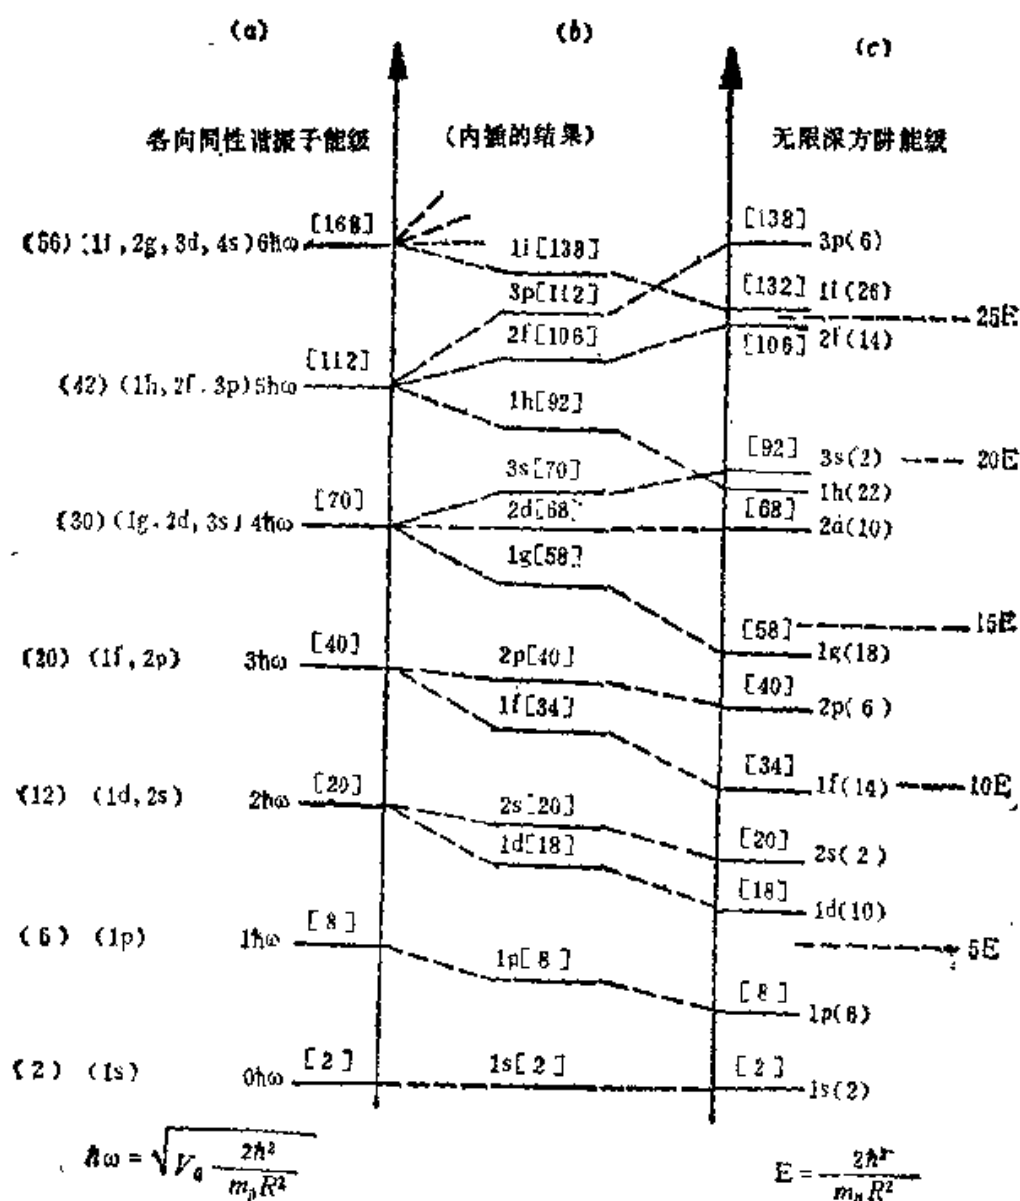 (a) (b) (c)
各向同性谐振子能级 (内插的结果) 无限深方阱能级
[168] [138]
(56) (1i, 2g, 3d, 4s) 6ħω 1i[138] 3p(6)
3p[112] [132] 1i(26)
25E
2f[106] 2f(14)
[112] [106]
(42) (1h, 2f, 3p) 5ħω
1h[92]
[92] 3s(2) 20E
3s[70] 1h(22)
[70] 2d[68] [68]
(30) (1g, 2d, 3s) 4ħω 2d(10)
1g[58]
15E
[58]
[40] 1g(18)
(20) (1f, 2p) 3ħω 2p[40] [40]
1f[34] 2p(6)
[34]
[20] 1f(14) 10E
(12) (1d, 2s) 2ħω 2s[20] [20]
1d[18] 2s(2)
[18]
1d(10)
[8]
(6) (1p) 1ħω 5E
1p[8] [8]
1p(6)
[2] 1s[2] [2]
(2) (1s) 0ħω 1s(2)
ħω = √(V₀ 2ħ²/(mₚR²)) E = 2ħ²/(mₚR²)